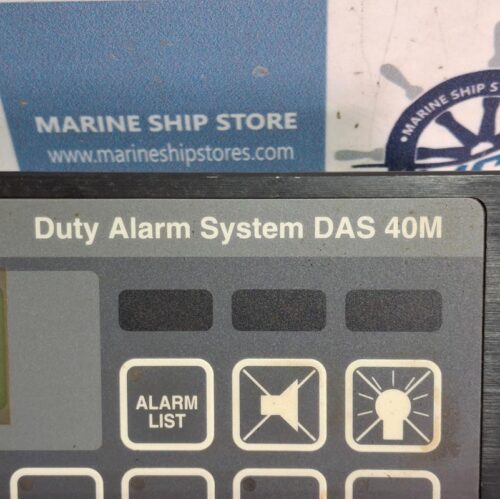 MARINE SHIP STORE
www.marineshipstores.com
MARINE SHIP S
Duty Alarm System DAS 40M
ALARM
LIST